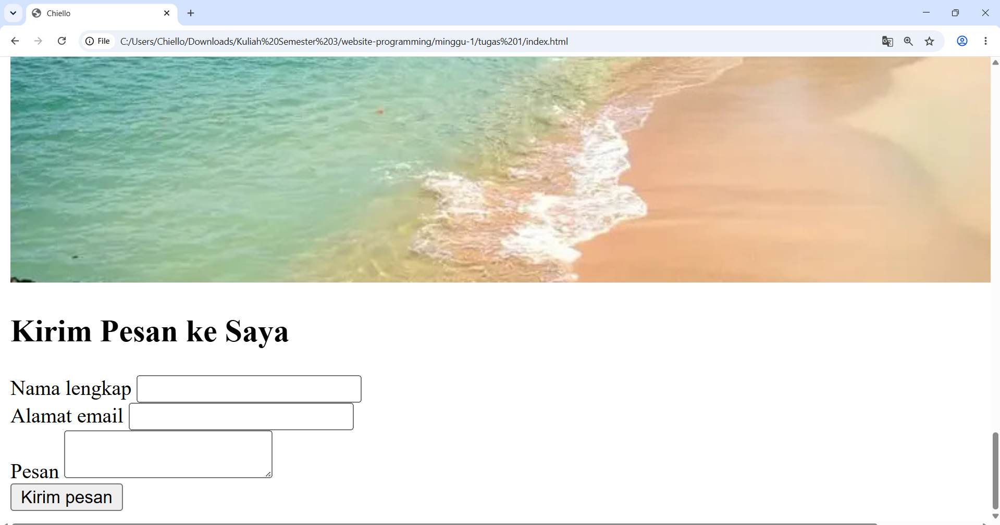 Chiello
File
C:/Users/Chiello/Downloads/Kuliah%20Semester%203/website-programming/minggu-1/tugas%201/index.html
Kirim Pesan ke Saya
Nama lengkap
Alamat email
Pesan
Kirim pesan